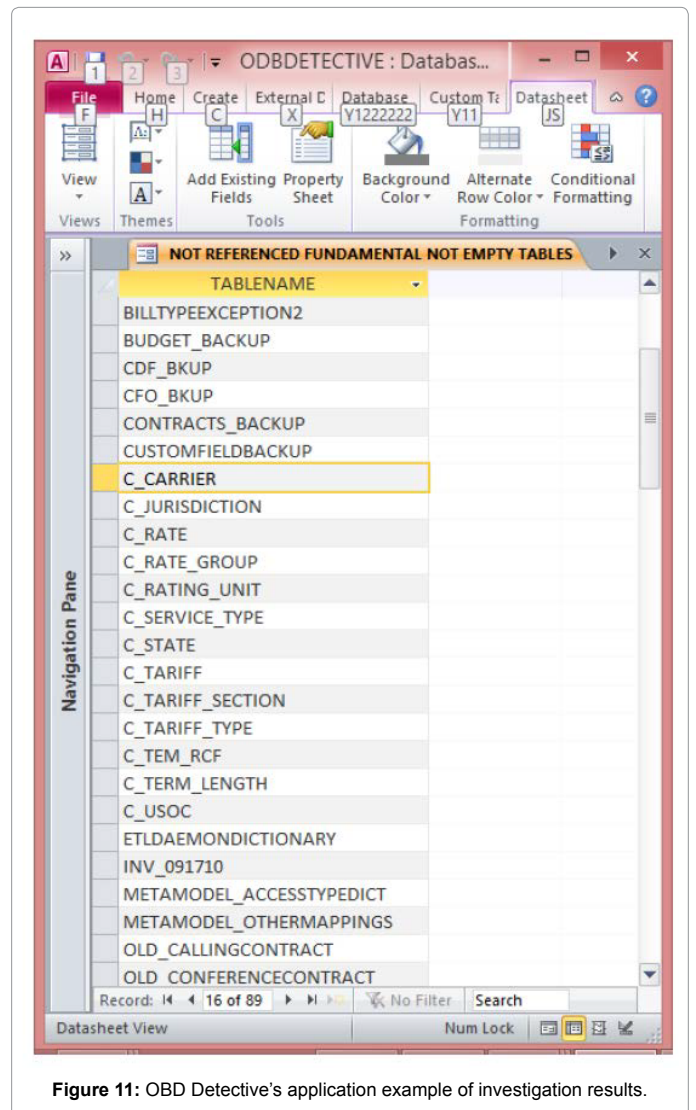 A ODBDETECTIVE : Databas...
1 2 3
File Home Create External D Database Custom Ta Datasheet
F H C X Y1222222 Y11 JS
View Add Existing Property Background Alternate Conditional
Fields Sheet Color Row Color Formatting
Views Themes Tools Formatting
NOT REFERENCED FUNDAMENTAL NOT EMPTY TABLES
TABLENAME
BILLTYPEEXCEPTION2
BUDGET_BACKUP
CDF_BKUP
CFO_BKUP
CONTRACTS_BACKUP
CUSTOMFIELDBACKUP
C_CARRIER
C_JURISDICTION
C_RATE
C_RATE_GROUP
C_RATING_UNIT
C_SERVICE_TYPE
C_STATE
C_TARIFF
C_TARIFF_SECTION
C_TARIFF_TYPE
C_TEM_RCF
C_TERM_LENGTH
C_USOC
ETLDAEMONDICTIONARY
INV_091710
METAMODEL_ACCESSTYPEDICT
METAMODEL_OTHERMAPPINGS
OLD_CALLINGCONTRACT
OLD_CONFERENCECONTRACT
Navigation Pane
Record: 16 of 89 No Filter Search
Datasheet View Num Lock
Figure 11: OBD Detective's application example of investigation results.